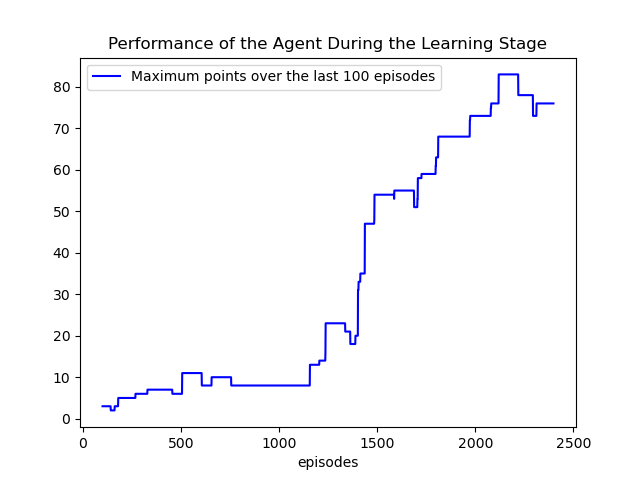 Performance of the Agent During the Learning Stage
Maximum points over the last 100 episodes
80
70
60
50
40
30
20
10
0
0 500 1000 1500 2000 2500
episodes